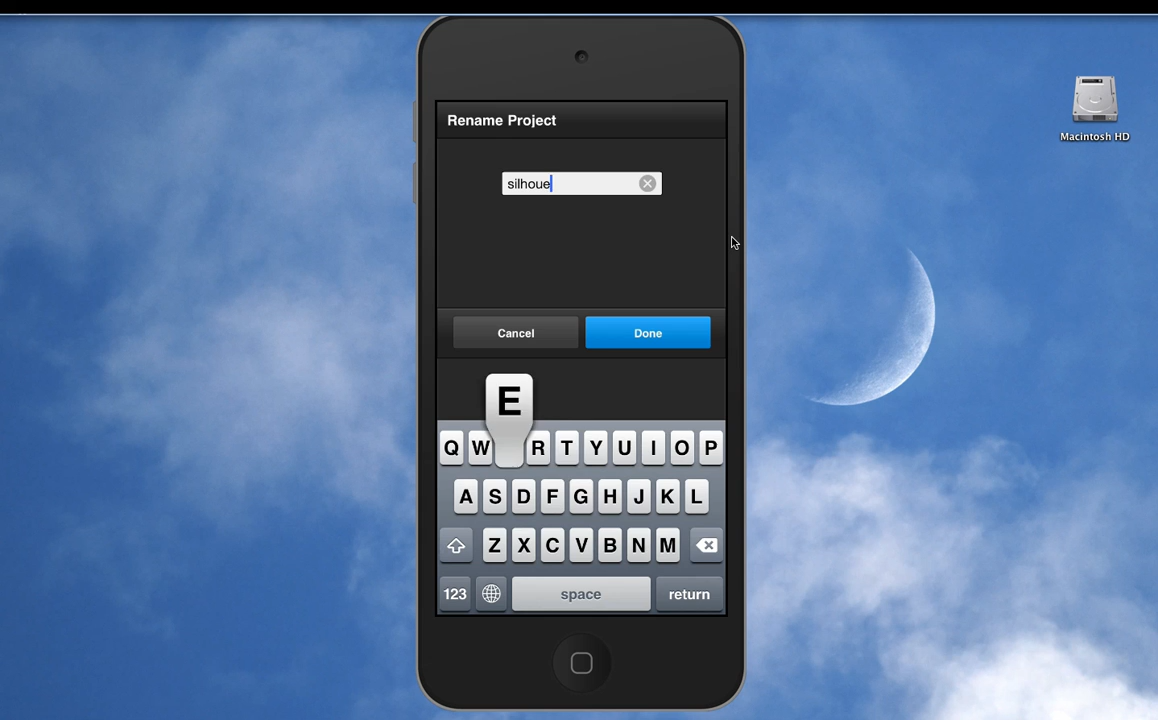 Rename Project
silhoue
Macintosh HD
Cancel Done
E
Q W R T Y U I O P
A S D F G H J K L
Z X C V B N M
123 space return